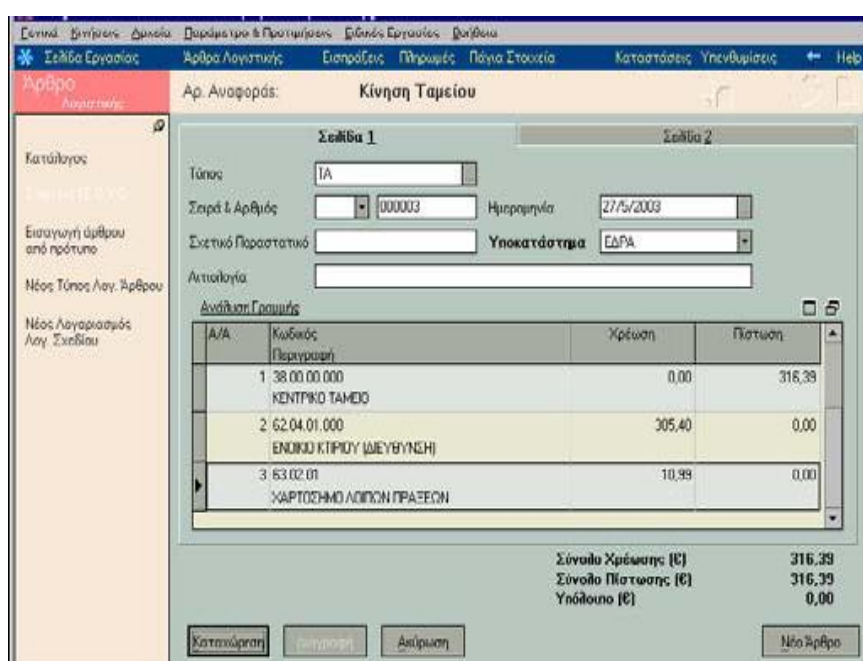 Γενικά Κινήσεις Αρχεία Παράμετροι & Προτιμήσεις Ειδικές Εργασίες Βοήθεια
Σελίδα Εργασίας Άρθρα Λογιστικής Εισπράξεις Πληρωμές Πάγια Στοιχεία Καταστάσεις Υπενθυμίσεις Help
Άρθρο
Λογιστικής
Αρ. Αναφοράς: Κίνηση Ταμείου
Σελίδα 1 Σελίδα 2
Κατάλογος
Τύπος ΤΑ
Σειρά & Αριθμός 000003 Ημερομηνία 27/5/2003
Εισαγωγή άρθρου
από πρότυπο
Σχετικό Παραστατικό Υποκατάστημα ΕΔΡΑ
Νέος Τύπος Λογ. Άρθρου
Αιτιολογία
Νέος Λογαριασμός
Λογ. Σχεδίου
Ανάλυση Γραμμής
Α/Α Κωδικός Χρέωση Πίστωση
Περιγραφή
1 38.00.00.000 0,00 316,39
ΚΕΝΤΡΙΚΟ ΤΑΜΕΙΟ
2 62.04.01.000 305,40 0,00
ΕΝΟΙΚΙΟ ΚΤΙΡΙΟΥ (ΔΙΕΥΘΥΝΣΗ)
3 63.02.01 10,99 0,00
ΧΑΡΤΟΣΗΜΟ ΛΟΙΠΩΝ ΠΡΑΞΕΩΝ
Σύνολο Χρέωσης (€) 316,39
Σύνολο Πίστωσης (€) 316,39
Υπόλοιπο (€) 0,00
Καταχώρηση Διαγραφή Ακύρωση Νέο Άρθρο